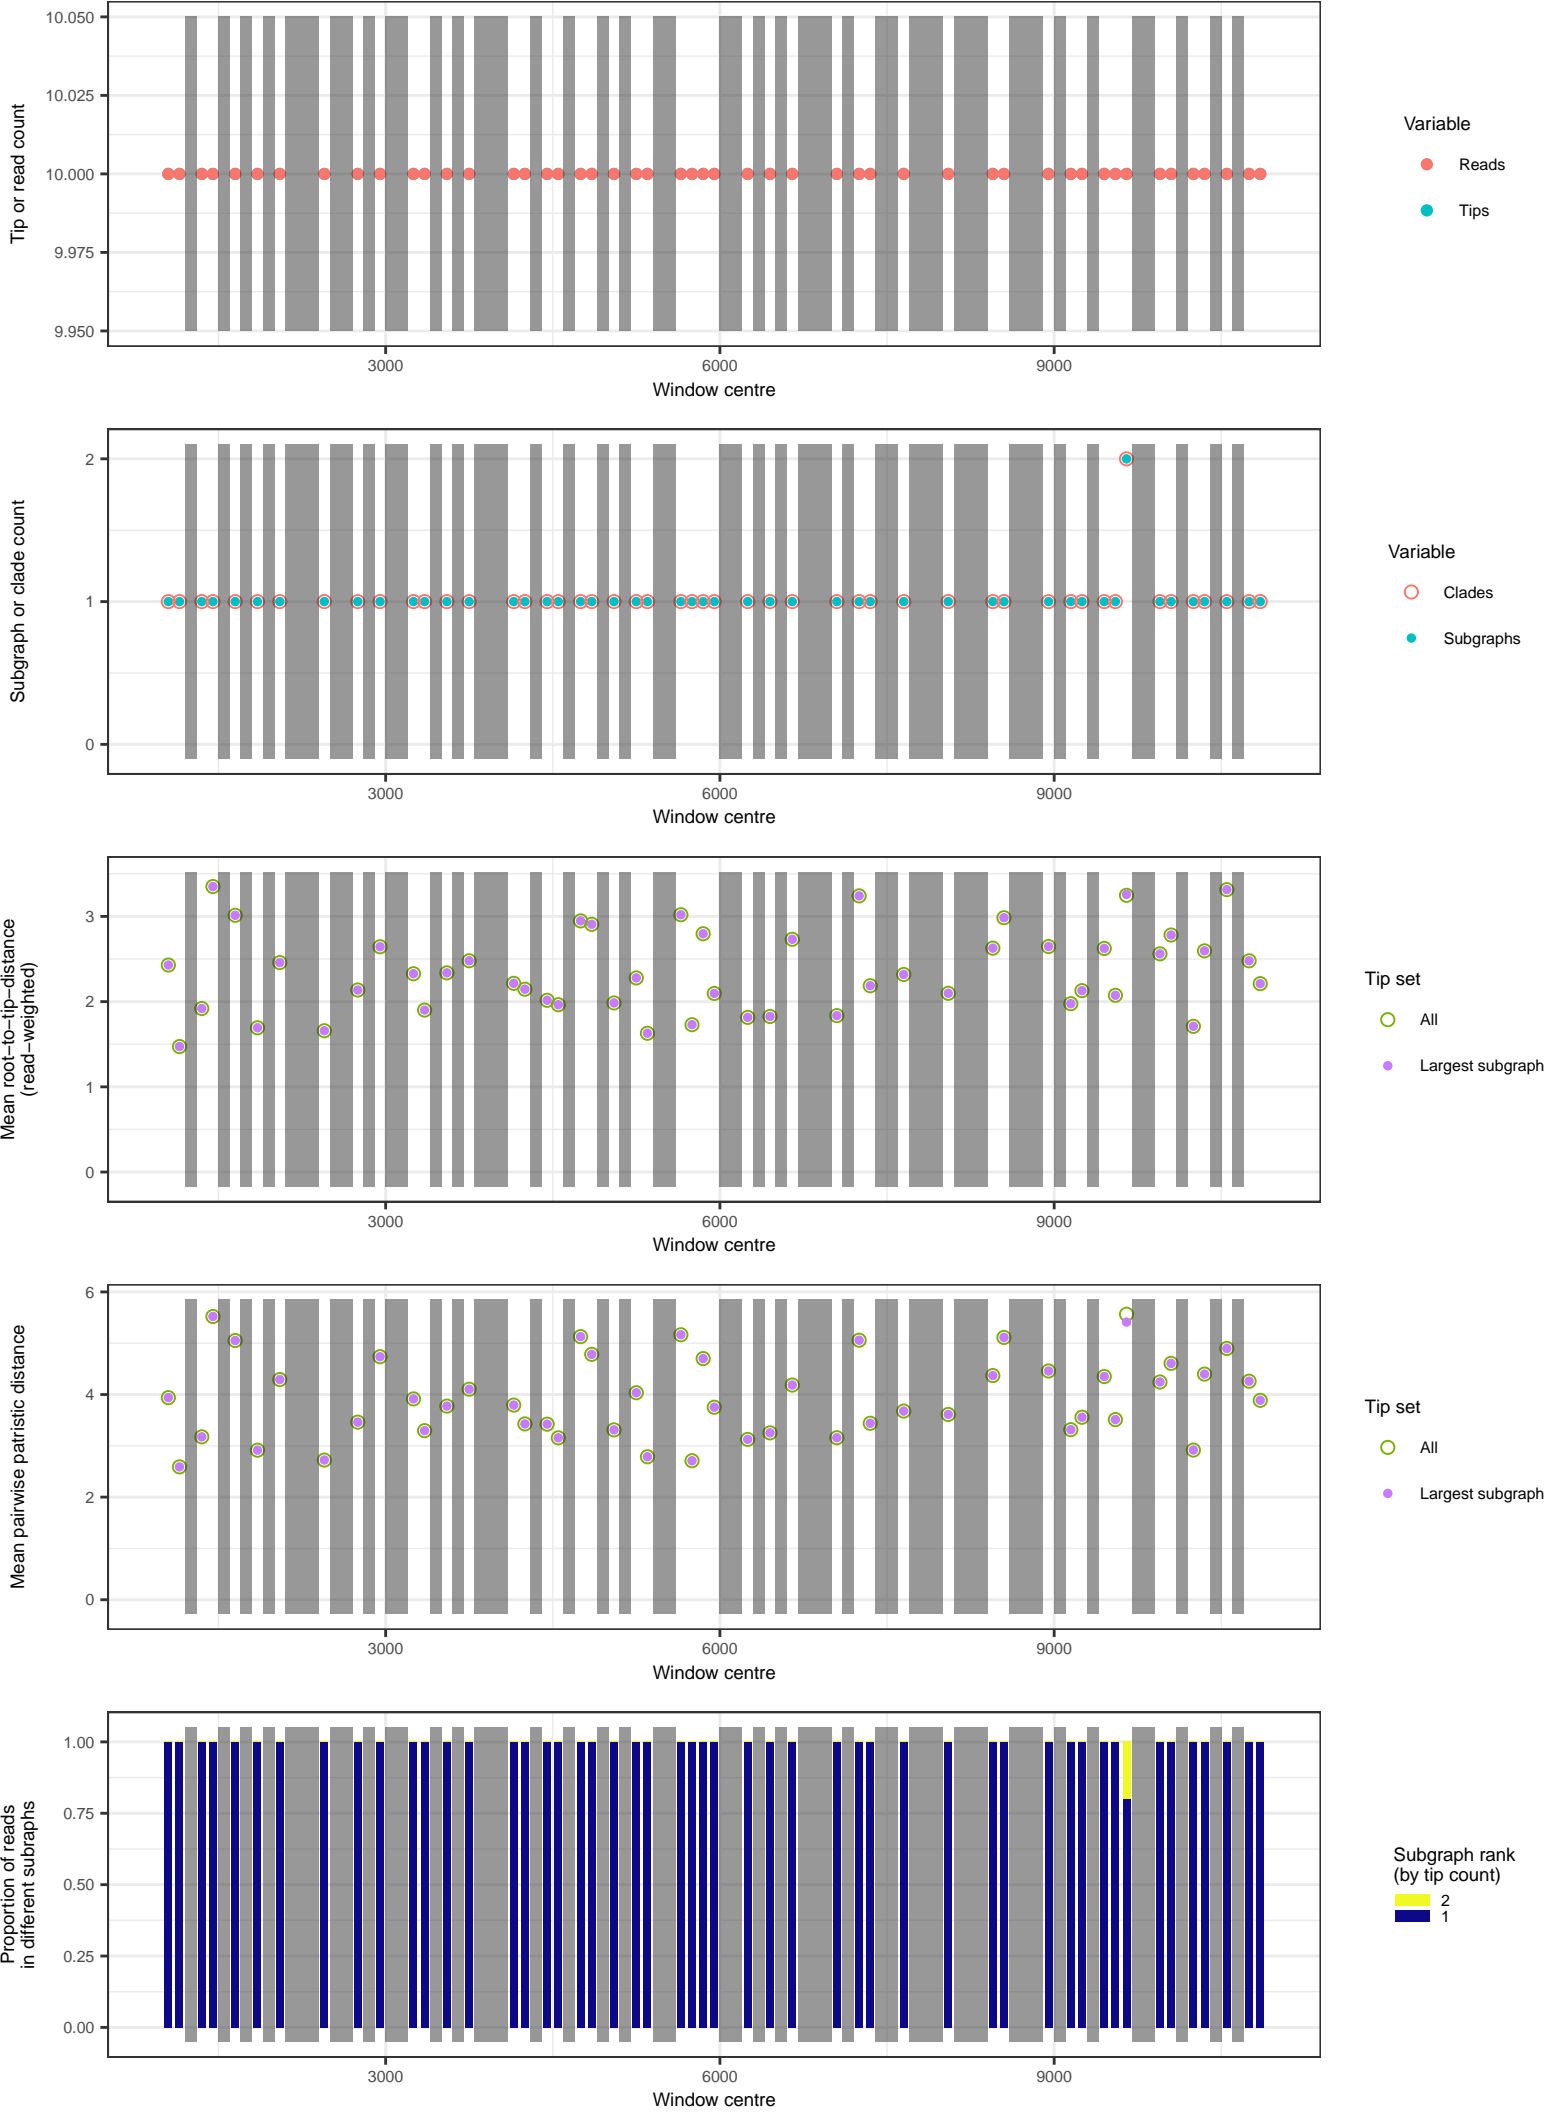 Tip or read count
10.050
10.025
10.000
9.975
9.950
3000
6000
9000
Window centre
Variable
Reads
Tips
Subgraph or clade count
2
1
0
3000
6000
9000
Window centre
Variable
Clades
Subgraphs
Mean root−to−tip−distance
(read−weighted)
3
2
1
0
3000
6000
9000
Window centre
Tip set
All
Largest subgraph
Mean pairwise patristic distance
6
4
2
0
3000
6000
9000
Window centre
Tip set
All
Largest subgraph
Proportion of reads
in different subraphs
1.00
0.75
0.50
0.25
0.00
3000
6000
9000
Window centre
Subgraph rank
(by tip count)
2
1